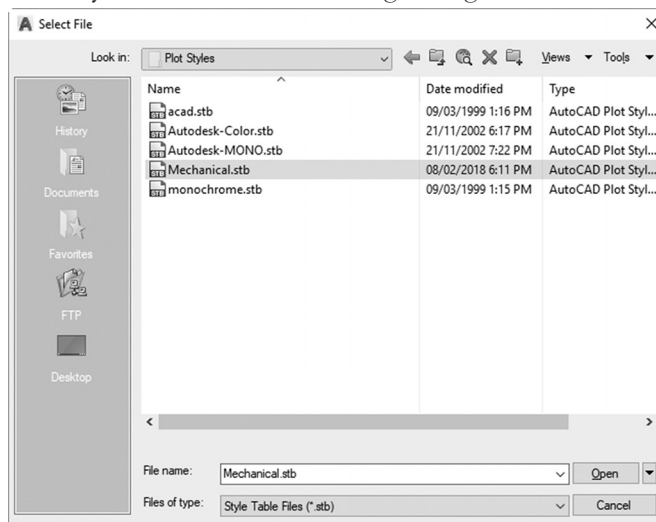 Select File
Look in: Plot Styles Views Tools
Name Date modified Type
acad.stb 09/03/1999 1:16 PM AutoCAD Plot Styl...
Autodesk-Color.stb 21/11/2002 6:17 PM AutoCAD Plot Styl...
Autodesk-MONO.stb 21/11/2002 7:22 PM AutoCAD Plot Styl...
Mechanical.stb 08/02/2018 6:11 PM AutoCAD Plot Styl...
monochrome.stb 09/03/1999 1:15 PM AutoCAD Plot Styl...
History
Documents
Favorites
FTP
Desktop
File name: Mechanical.stb Open
Files of type: Style Table Files (*.stb) Cancel